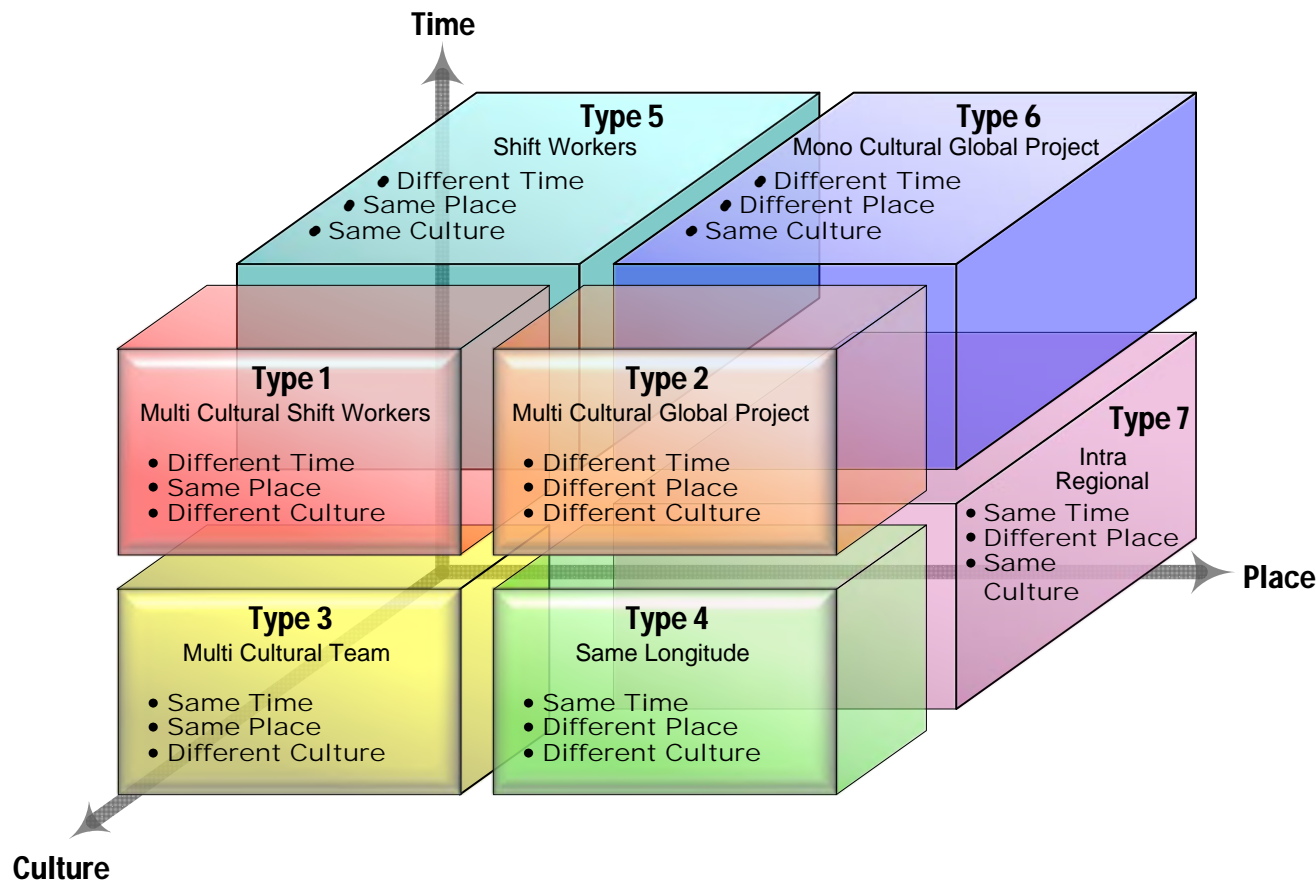 Time
Type 5
Shift Workers
• Different Time
• Same Place
• Same Culture
Type 6
Mono Cultural Global Project
• Different Time
• Different Place
• Same Culture
Type 1
Multi Cultural Shift Workers
• Different Time
• Same Place
• Different Culture
Type 2
Multi Cultural Global Project
• Different Time
• Different Place
• Different Culture
Type 7
Intra
Regional
• Same Time
• Different Place
• Same
Culture
Place
Type 3
Multi Cultural Team
• Same Time
• Same Place
• Different Culture
Type 4
Same Longitude
• Same Time
• Different Place
• Different Culture
Culture